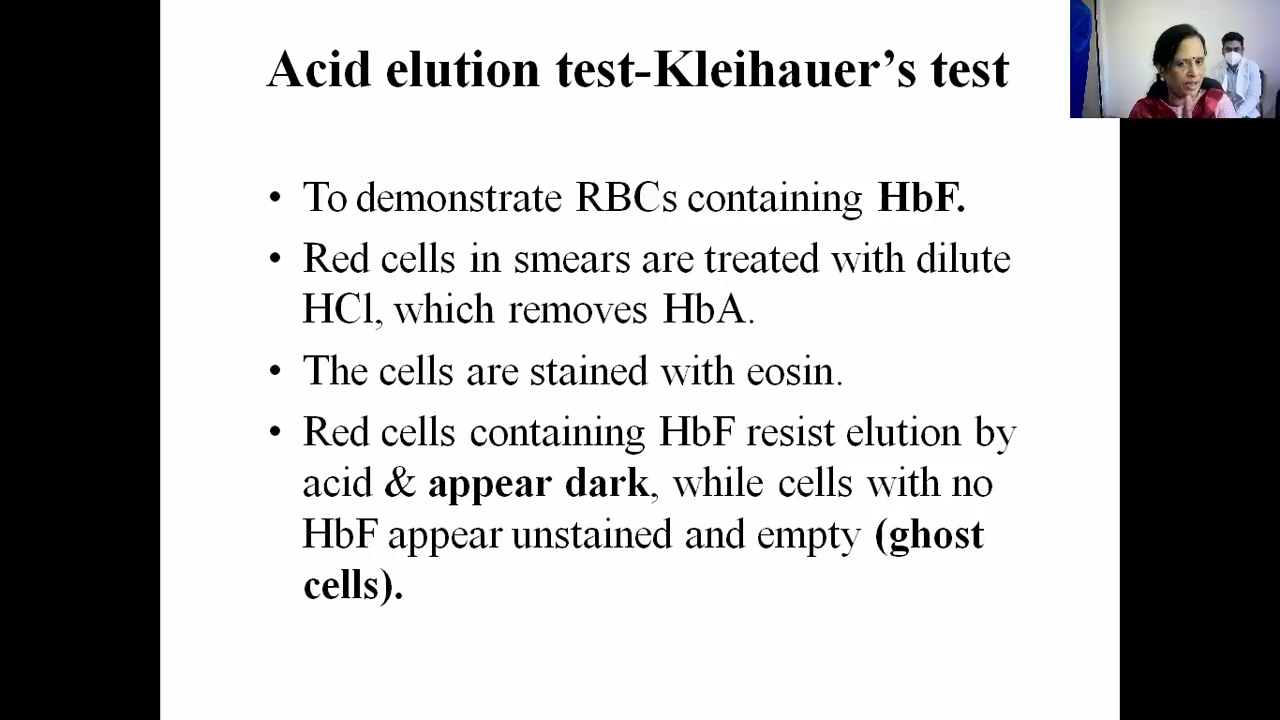 Acid elution test-Kleihauer’s test
• To demonstrate RBCs containing HbF.
• Red cells in smears are treated with dilute
HCl, which removes HbA.
• The cells are stained with eosin.
• Red cells containing HbF resist elution by
acid & appear dark, while cells with no
HbF appear unstained and empty (ghost
cells).